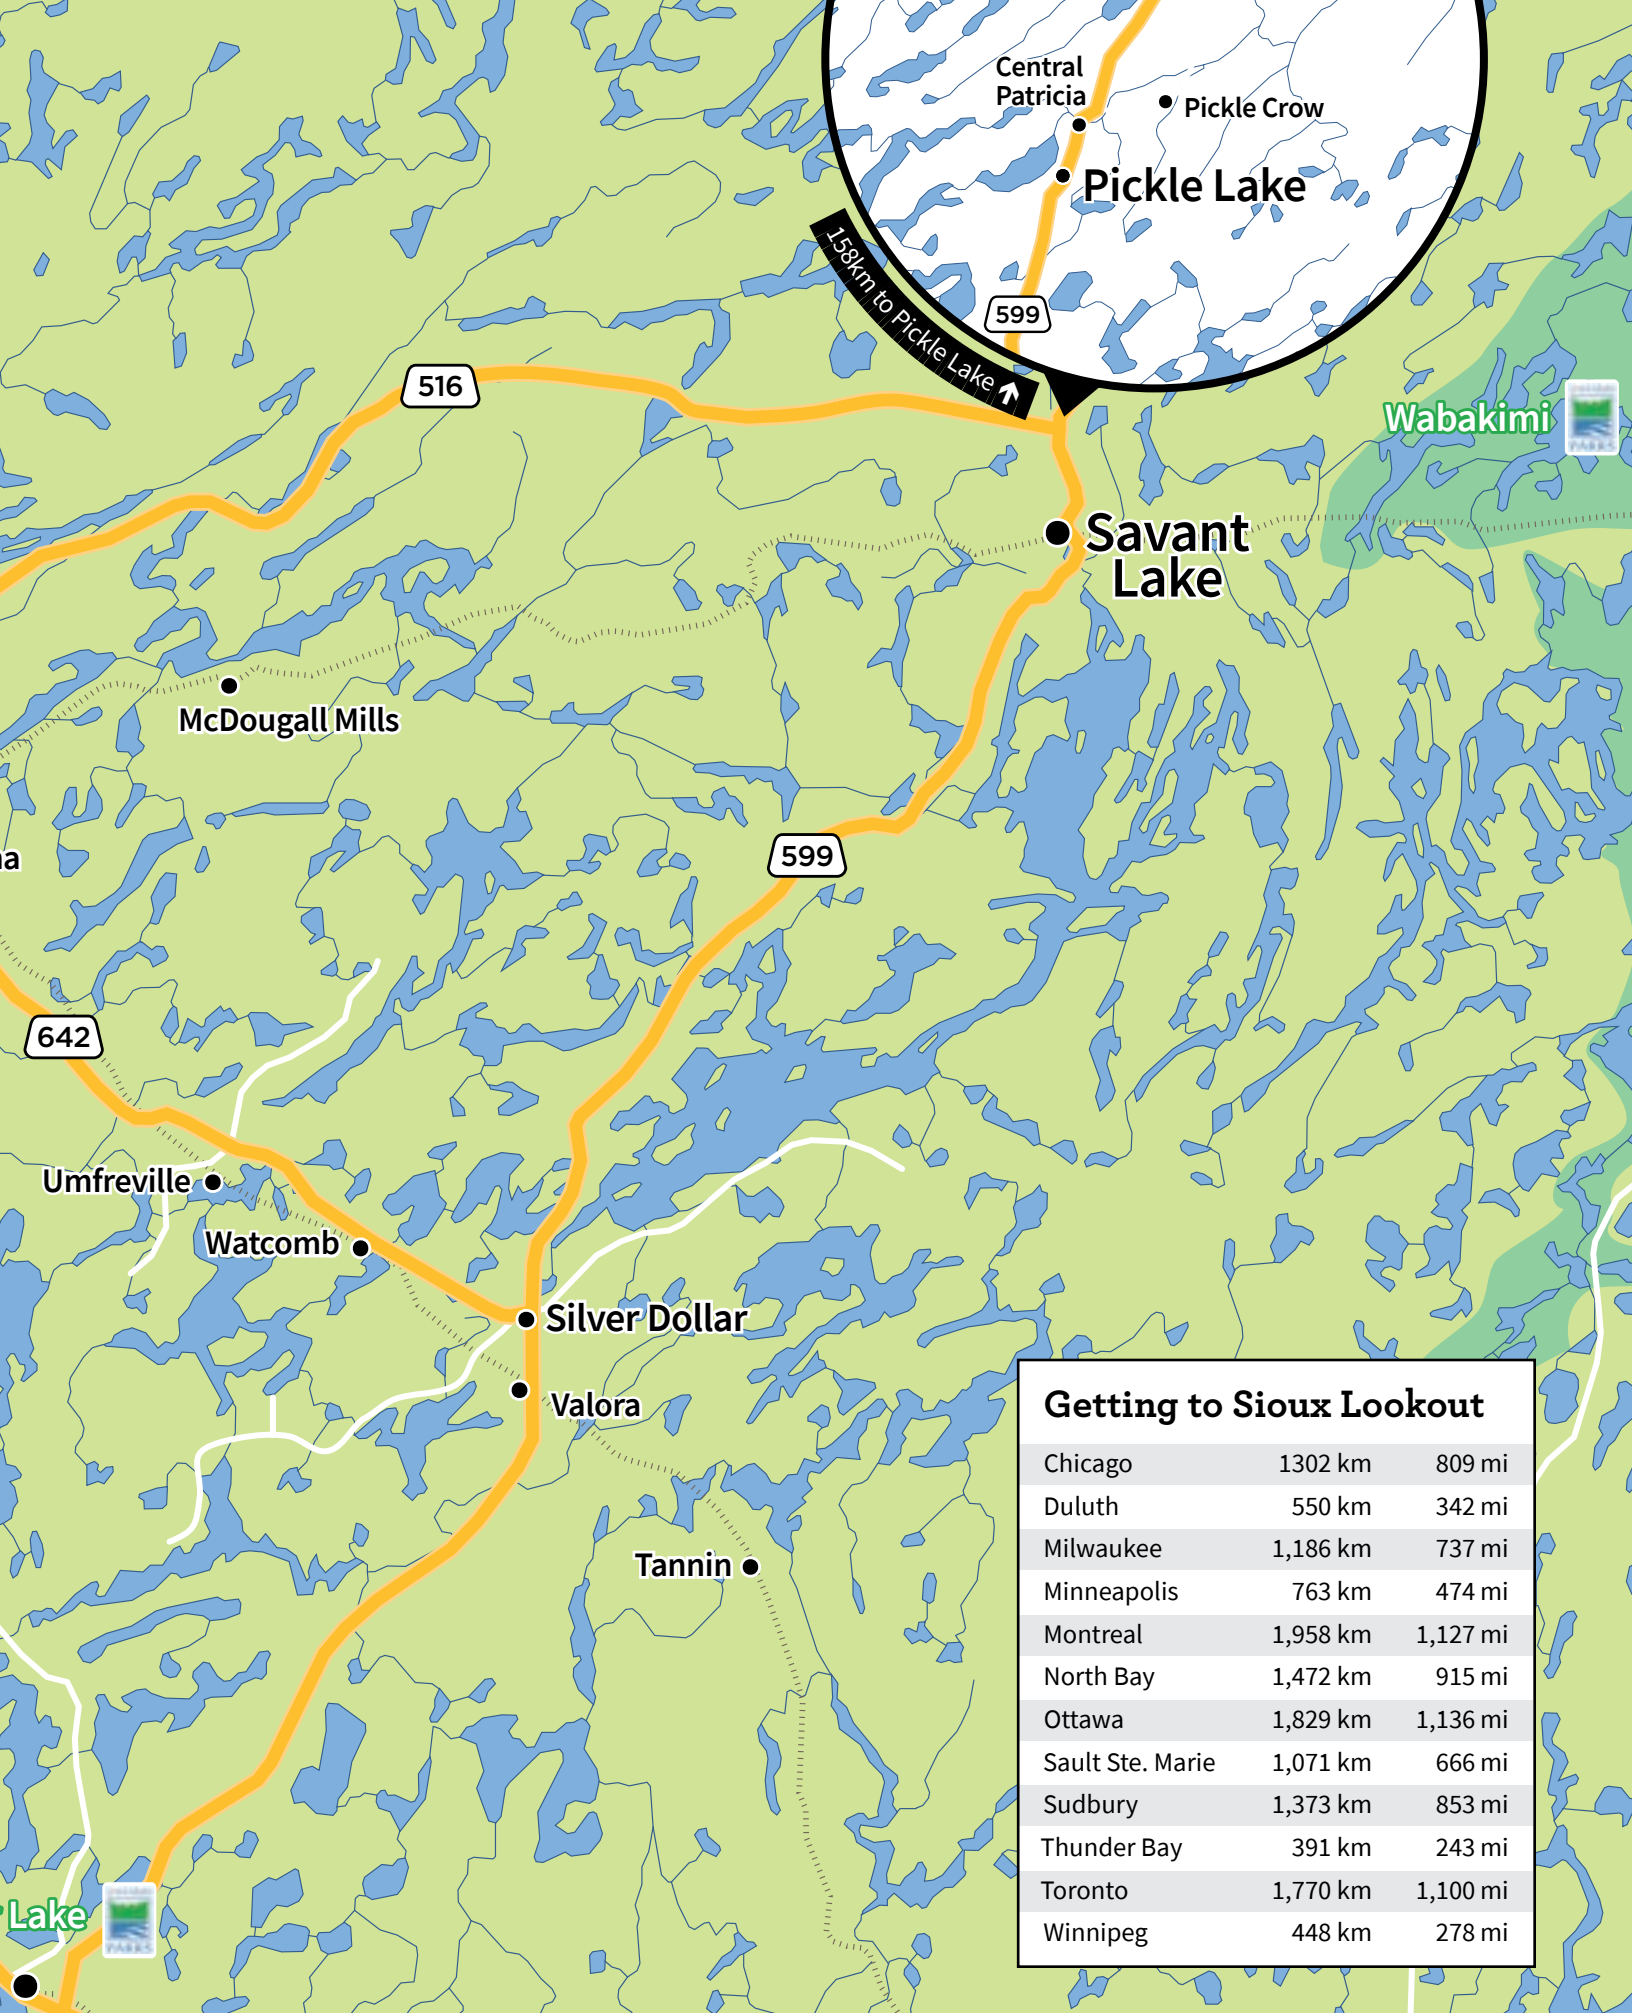 Central
Patricia
Pickle Crow
Pickle Lake
599
158km to Pickle Lake
516
Wabakimi
PARKS
Savant
Lake
McDougall Mills
599
642
Umfreville
Watcomb
Silver Dollar
Valora
Tannin
Lake
PARKS
Getting to Sioux Lookout
Chicago 1302 km 809 mi
Duluth 550 km 342 mi
Milwaukee 1,186 km 737 mi
Minneapolis 763 km 474 mi
Montreal 1,958 km 1,127 mi
North Bay 1,472 km 915 mi
Ottawa 1,829 km 1,136 mi
Sault Ste. Marie 1,071 km 666 mi
Sudbury 1,373 km 853 mi
Thunder Bay 391 km 243 mi
Toronto 1,770 km 1,100 mi
Winnipeg 448 km 278 mi